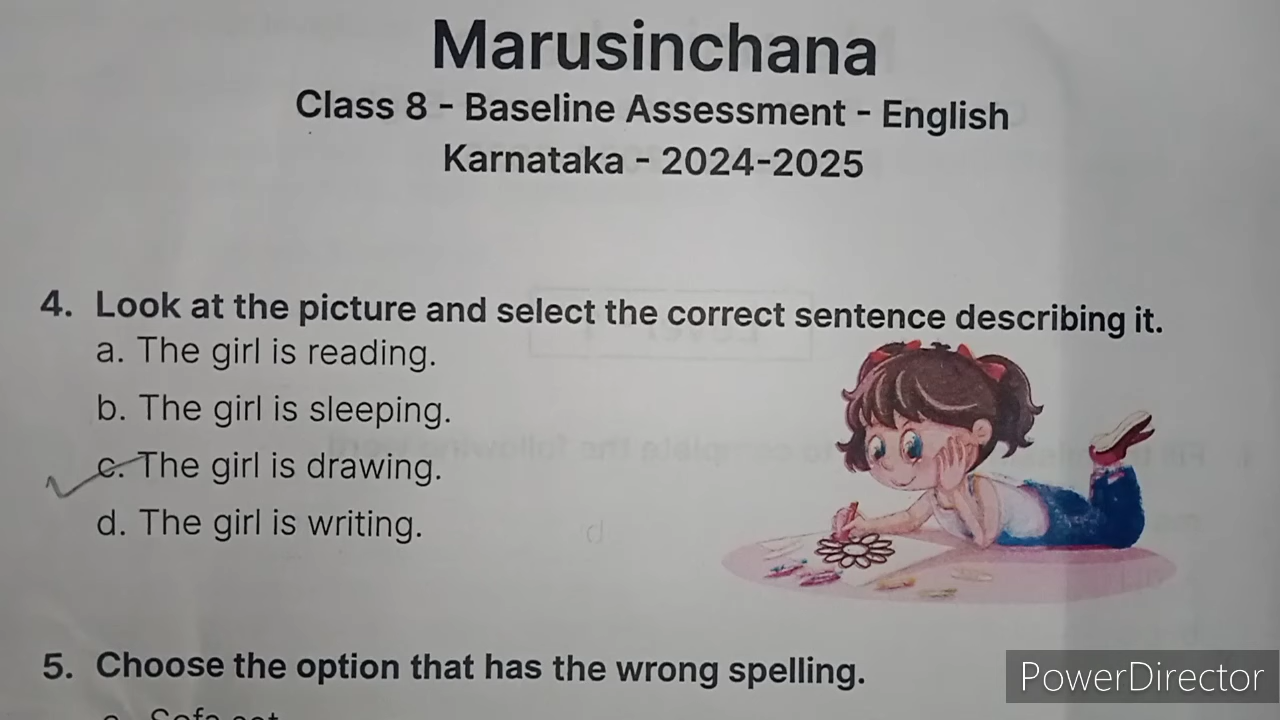 Marusinchana
Class 8 - Baseline Assessment - English
Karnataka - 2024-2025
4. Look at the picture and select the correct sentence describing it.
a. The girl is reading.
b. The girl is sleeping.
c. The girl is drawing.
d. The girl is writing.
5. Choose the option that has the wrong spelling.
PowerDirector